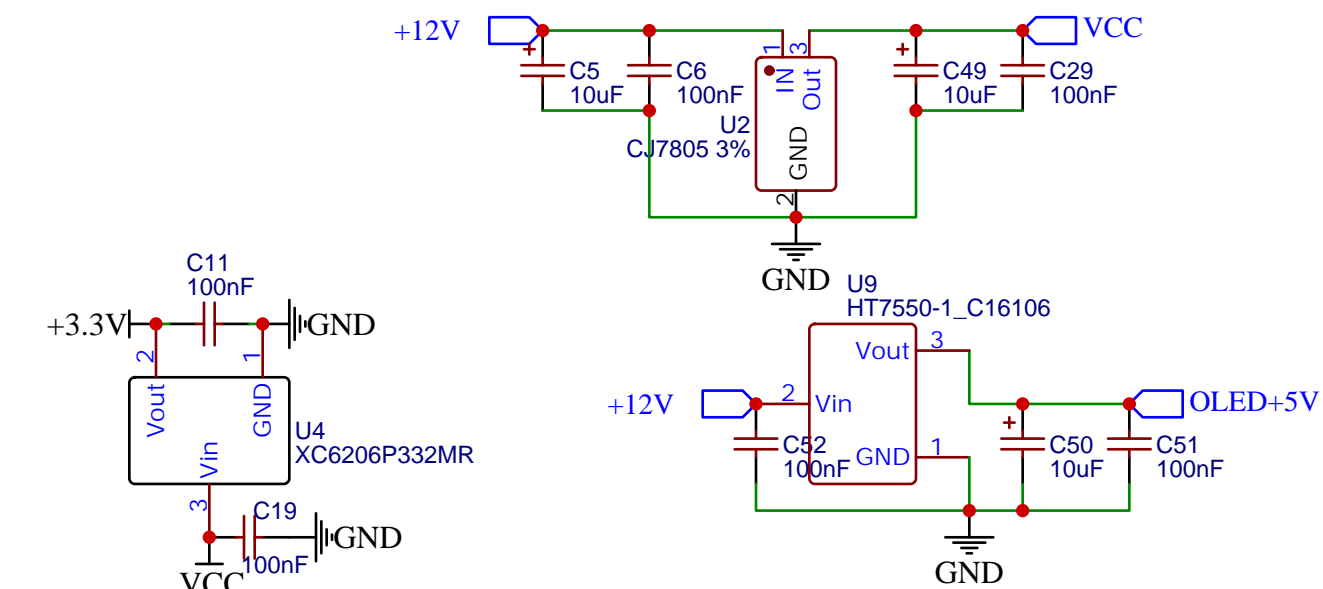 +12V
VCC
+
C5
10uF
C6
100nF
1
3
IN
Out
GND
2
U2
CJ7805 3%
+
C49
10uF
C29
100nF
GND
C11
100nF
+3.3V
GND
2
1
Vout
GND
Vin
U4
XC6206P332MR
3
C19
100nF
GND
VCC
U9
HT7550-1_C16106
Vout
3
+12V
2
Vin
GND
1
C52
100nF
OLED+5V
+
C50
10uF
C51
100nF
GND